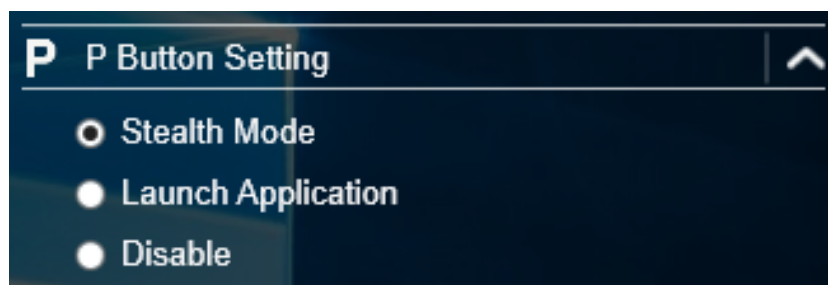 P P Button Setting
Stealth Mode
Launch Application
Disable